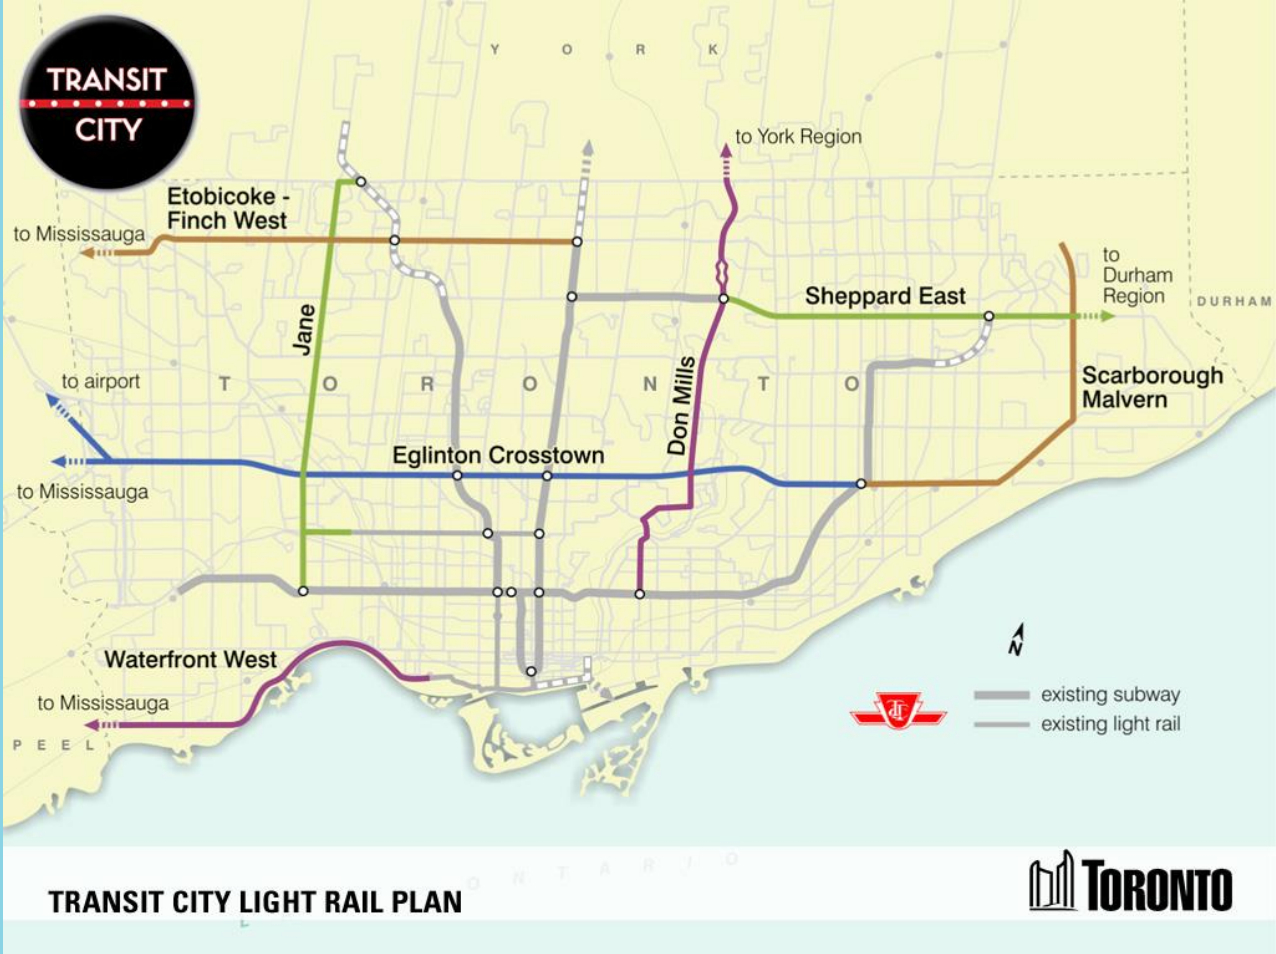 TRANSIT
CITY
Y O R K
to York Region
Etobicoke -
Finch West
to Mississauga
to
Durham
Region
DURHAM
Sheppard East
Jane
to airport
T O R O N T O
Don Mills
Scarborough
Malvern
Eglinton Crosstown
to Mississauga
N
Waterfront West
to Mississauga
PEEL
existing subway
existing light rail
TTC
O N T A R I O
TRANSIT CITY LIGHT RAIL PLAN
TORONTO